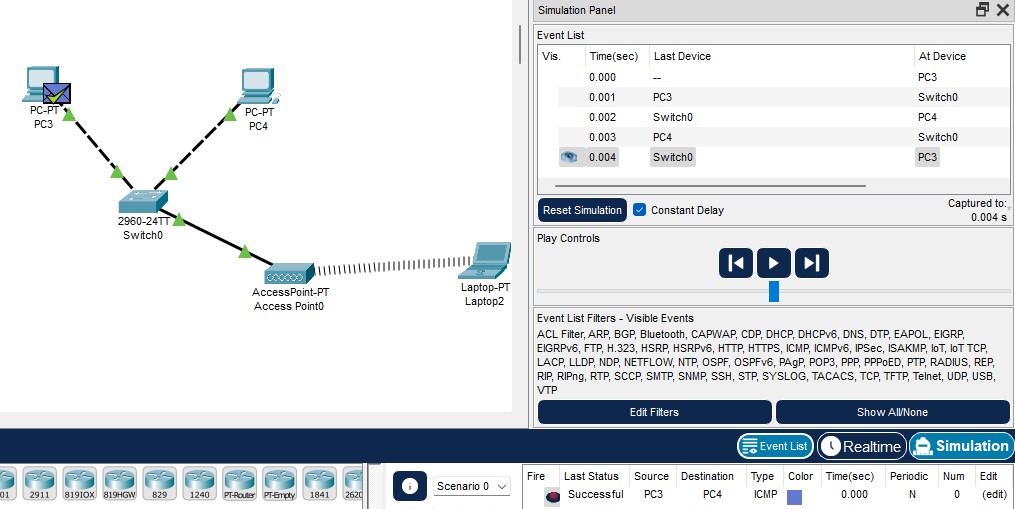 Simulation Panel
Event List
Vis. Time(sec) Last Device At Device
0.000 -- PC3
0.001 PC3 Switch0
0.002 Switch0 PC4
0.003 PC4 Switch0
0.004 Switch0 PC3
Reset Simulation Constant Delay Captured to:
0.004 s
Play Controls
Event List Filters - Visible Events
ACL Filter, ARP, BGP, Bluetooth, CAPWAP, CDP, DHCP, DHCPv6, DNS, DTP, EAPOL, EIGRP,
EIGRPv6, FTP, H.323, HSRP, HSRPv6, HTTP, HTTPS, ICMP, ICMPv6, IPSec, ISAKMP, IoT, IoT TCP,
LACP, LLDP, NDP, NETFLOW, NTP, OSPF, OSPFv6, PAgP, POP3, PPP, PPPoED, PTP, RADIUS, REP,
RIP, RIPng, RTP, SCCP, SMTP, SNMP, SSH, STP, SYSLOG, TACACS, TCP, TFTP, Telnet, UDP, USB,
VTP
Edit Filters Show All/None
PC-PT
PC3
PC-PT
PC4
2960-24TT
Switch0
AccessPoint-PT
Access Point0
Laptop-PT
Laptop2
Event List Realtime Simulation
01 2911 819IOX 819HGW 829 1240 PT-Router PT-Empty 1841 2620
Scenario 0
Fire Last Status Source Destination Type Color Time(sec) Periodic Num Edit
Successful PC3 PC4 ICMP 0.000 N 0 (edit)